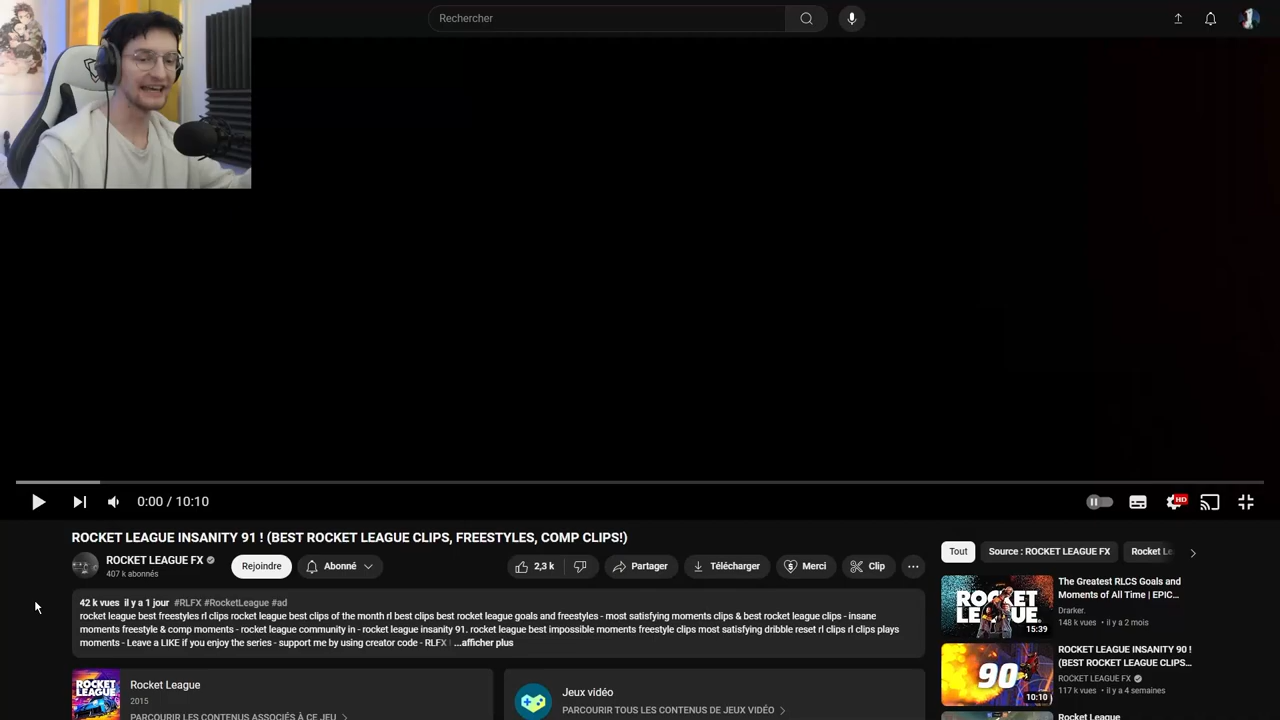 Rechercher
0:00 / 10:10
HD
ROCKET LEAGUE INSANITY 91 ! (BEST ROCKET LEAGUE CLIPS, FREESTYLES, COMP CLIPS!)
ROCKET LEAGUE FX
407 k abonnés
Rejoindre
Abonné
2,3 k
Partager
Télécharger
Merci
Clip
42 k vues il y a 1 jour #RLFX #RocketLeague #ad
rocket league best freestyles rl clips rocket league best clips of the month rl best clips best rocket league goals and freestyles - most satisfying moments clips & best rocket league clips - insane
moments freestyle & comp moments - rocket league community in - rocket league insanity 91. rocket league best impossible moments freestyle clips most satisfying dribble reset rl clips rl clips plays
moments - Leave a LIKE if you enjoy the series - support me by using creator code - RLFX ...afficher plus
ROCKET LEAGUE
Rocket League
2015
PARCOURIR LES CONTENUS ASSOCIÉS À CE JEU
Jeux vidéo
PARCOURIR TOUS LES CONTENUS DE JEUX VIDÉO
Tout
Source : ROCKET LEAGUE FX
Rocket Le
ROCKET LEAGUE
15:39
The Greatest RLCS Goals and
Moments of All Time | EPIC...
Drarker.
148 k vues • il y a 2 mois
90
10:10
ROCKET LEAGUE INSANITY 90 !
(BEST ROCKET LEAGUE CLIPS...
ROCKET LEAGUE FX
117 k vues • il y a 4 semaines
Rocket League